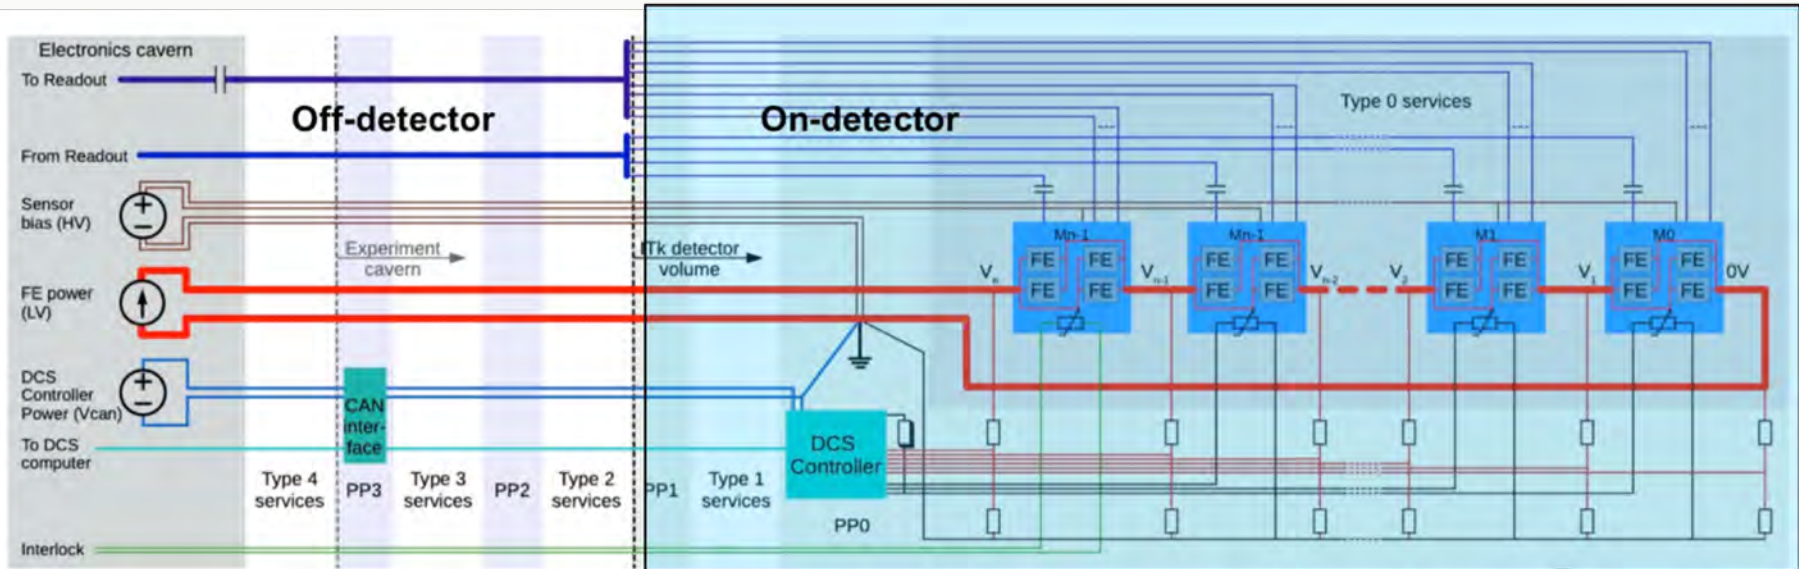 Electronics cavern
To Readout
Off-detector
On-detector
Type 0 services
From Readout
Sensor
bias (HV)
Experiment
cavern
ITk detector
volume
Mn-1
Mn-1
M1
M0
FE FE
FE FE
FE FE
FE FE
FE FE
FE FE
FE FE
FE FE
Vn
Vn-1
Vn-2
V2
V1
0V
FE power
(LV)
DCS
Controller
Power (Vcan)
CAN
inter-
face
To DCS
computer
DCS
Controller
Type 4
services
PP3
Type 3
services
PP2
Type 2
services
PP1
Type 1
services
PP0
Interlock